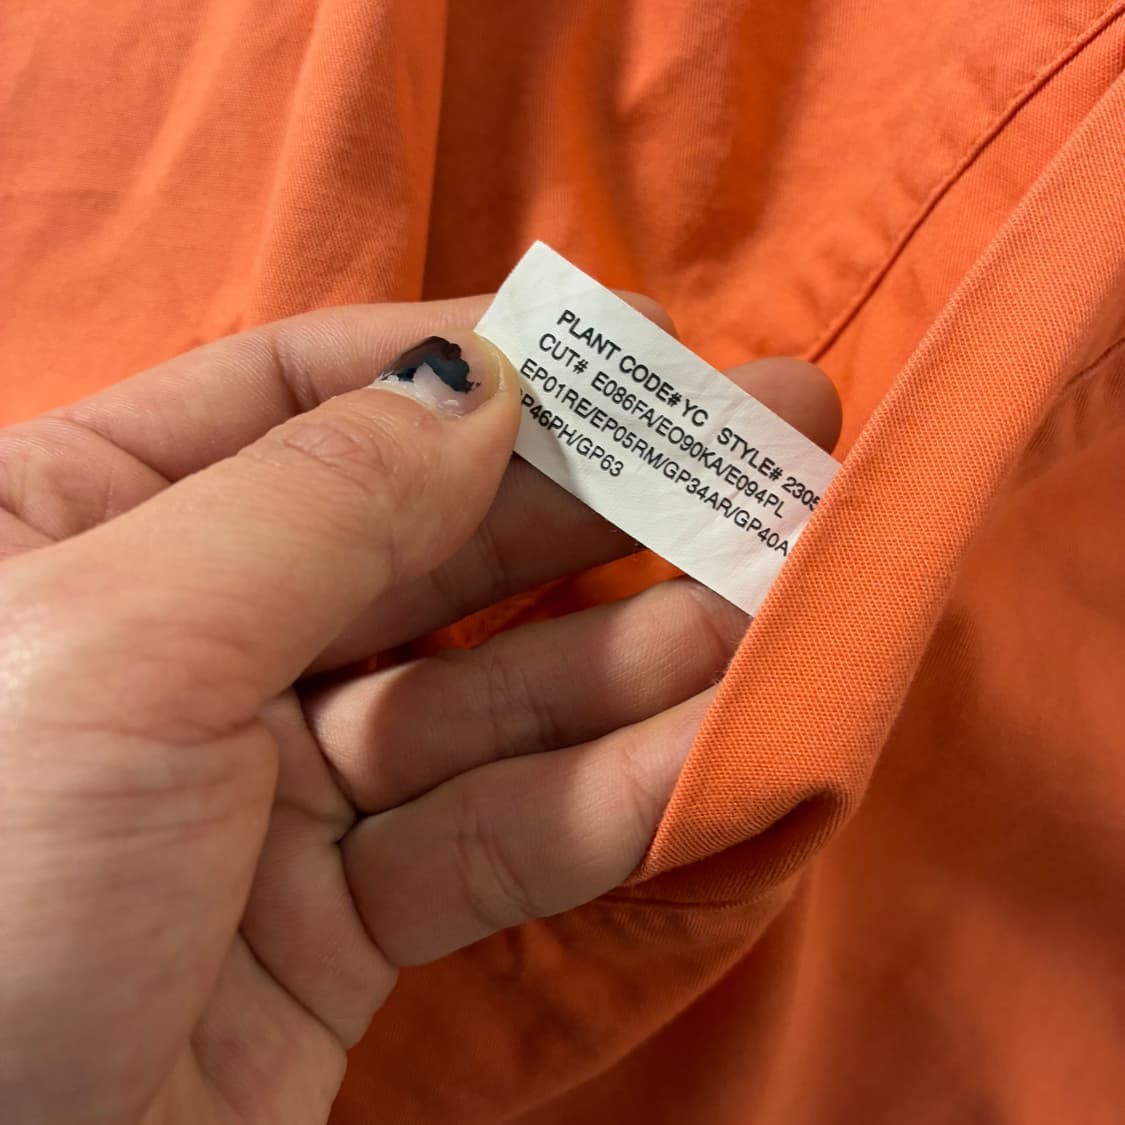 PLANT CODE# YC STYLE# 2305
CUT# E086FA/EO90KA/E094PL
EP01RE/EP05RM/GP34AR/GP40A
P46PH/GP63